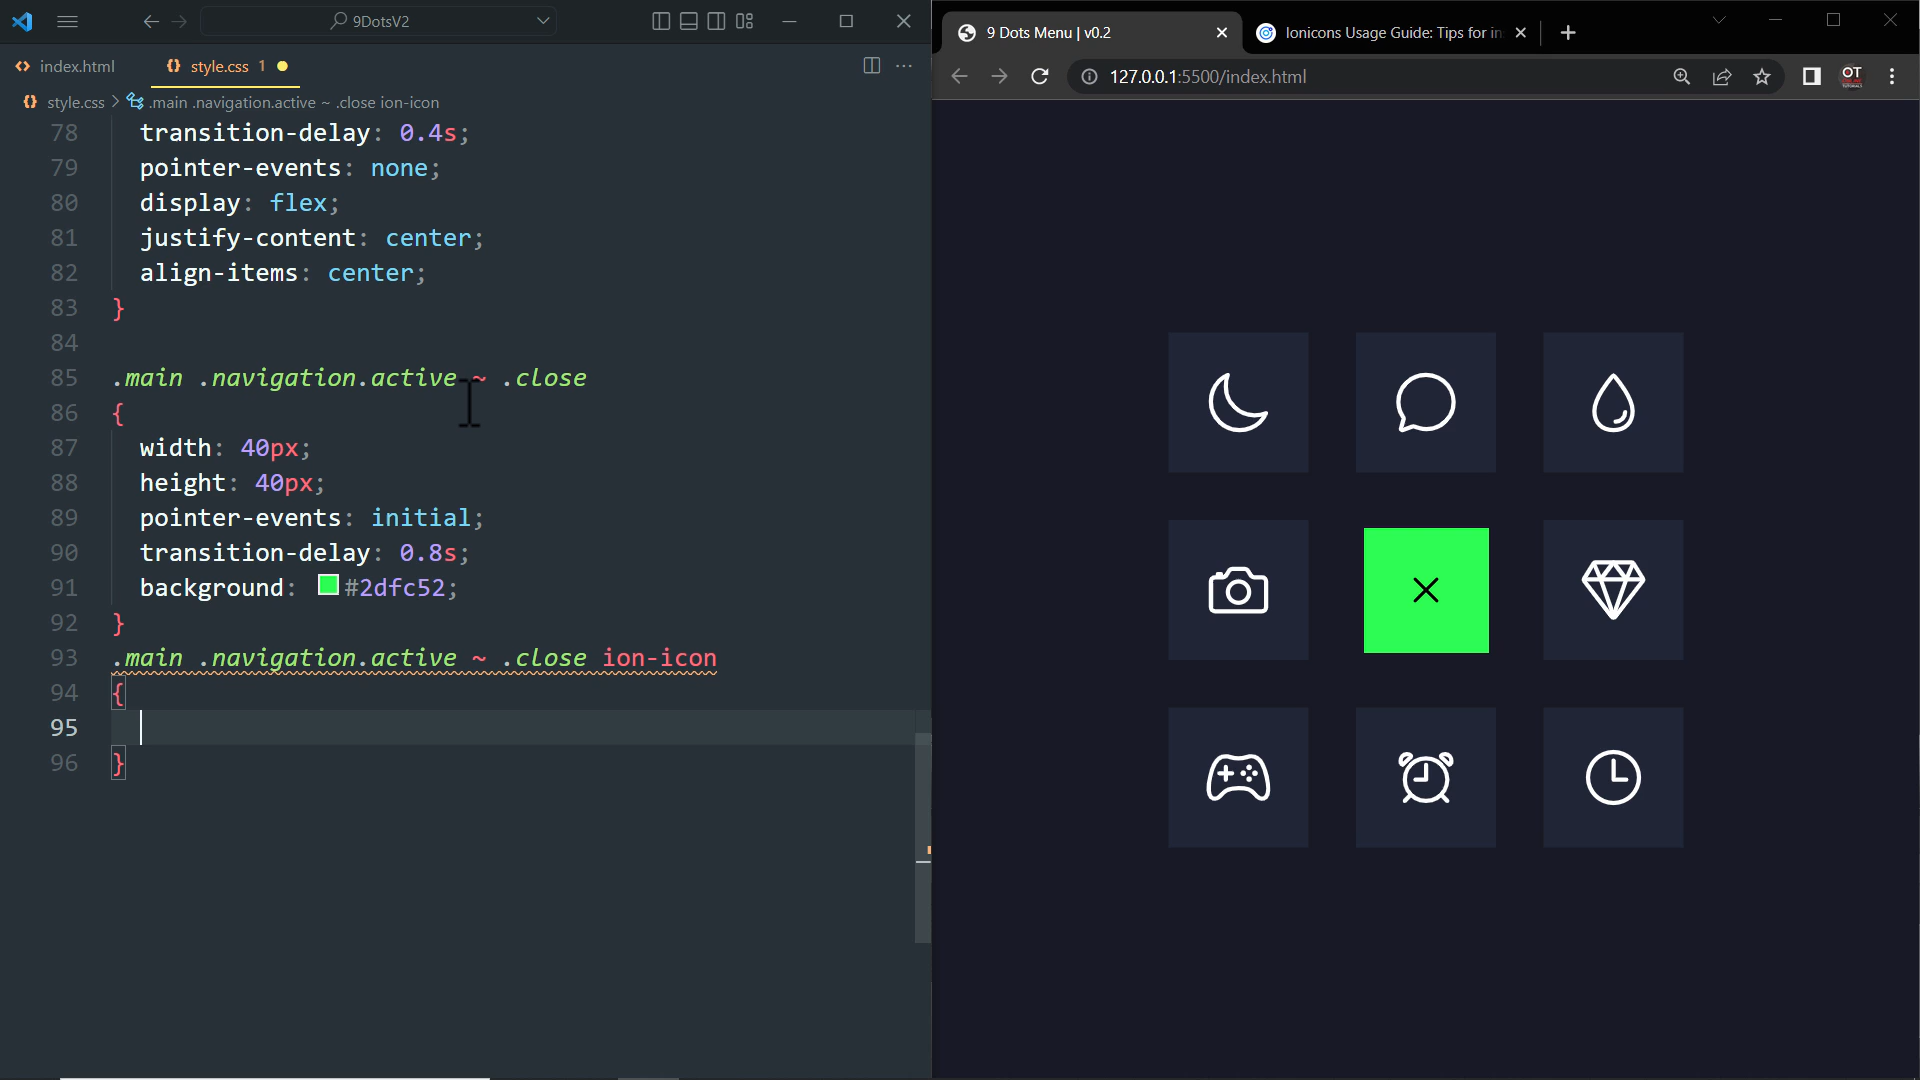 9DotsV2
index.html
style.css 1
style.css > .main .navigation.active ~ .close ion-icon
78 transition-delay: 0.4s;
79 pointer-events: none;
80 display: flex;
81 justify-content: center;
82 align-items: center;
83 }
84
85 .main .navigation.active ~ .close
86 {
87 width: 40px;
88 height: 40px;
89 pointer-events: initial;
90 transition-delay: 0.8s;
91 background: #2dfc52;
92 }
93 .main .navigation.active ~ .close ion-icon
94 {
95
96 }
9 Dots Menu | v0.2
Ionicons Usage Guide: Tips for in
127.0.0.1:5500/index.html
OT